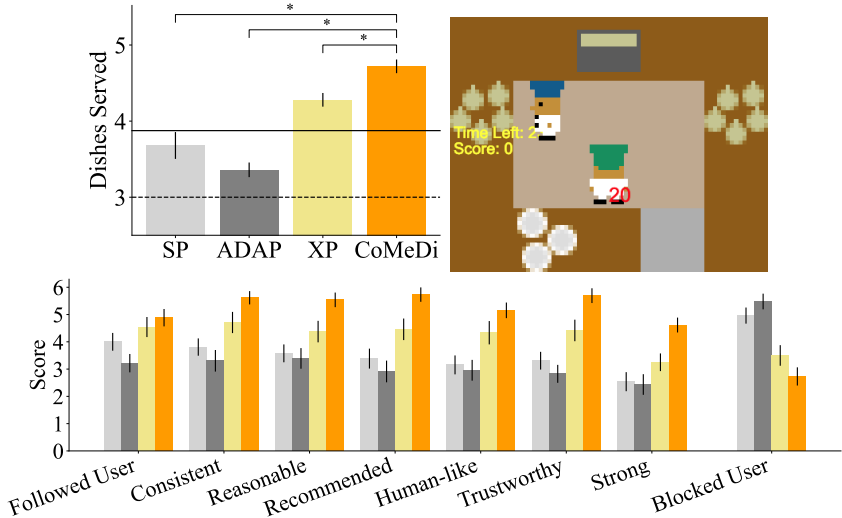 *
*
*
Dishes Served
5
4
3
SP ADAP XP CoMeDi
Time Left: 2
Score: 0
20
Score
6
5
4
3
2
1
0
Followed User
Consistent
Reasonable
Recommended
Human-like
Trustworthy
Strong
Blocked User